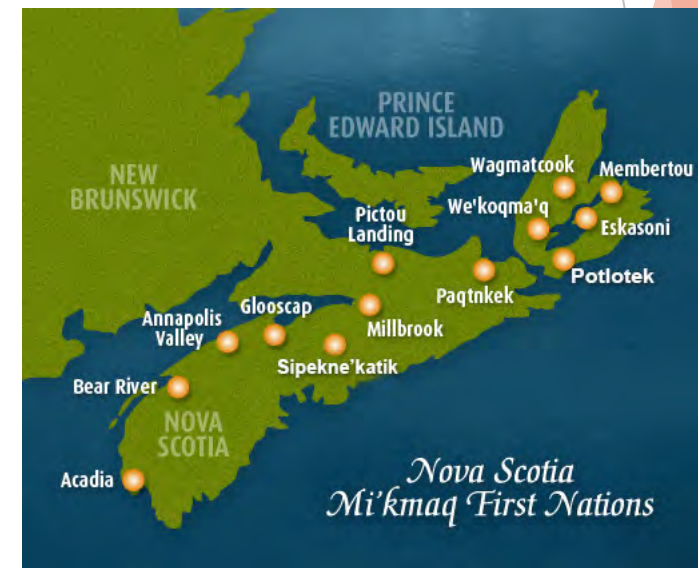 PRINCE
EDWARD ISLAND
NEW
BRUNSWICK
Wagmatcook
Membertou
We'koqma'q
Eskasoni
Pictou
Landing
Potlotek
Paqtnkek
Glooscap
Annapolis
Valley
Millbrook
Sipekne’katik
Bear River
NOVA
SCOTIA
Acadia
Nova Scotia
Mi’kmaq First Nations